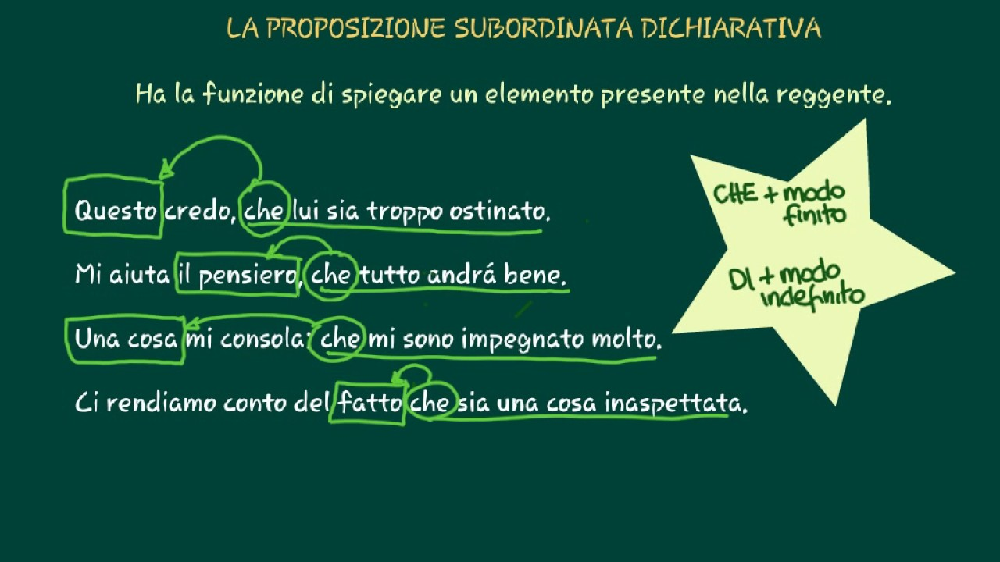 LA PROPOSIZIONE SUBORDINATA DICHIARATIVA
Ha la funzione di spiegare un elemento presente nella reggente.
Questo credo, che lui sia troppo ostinato.
Mi aiuta il pensiero, che tutto andrá bene.
Una cosa mi consola: che mi sono impegnato molto.
Ci rendiamo conto del fatto che sia una cosa inaspettata.
CHE + modo
finito
DI + modo
indefinito